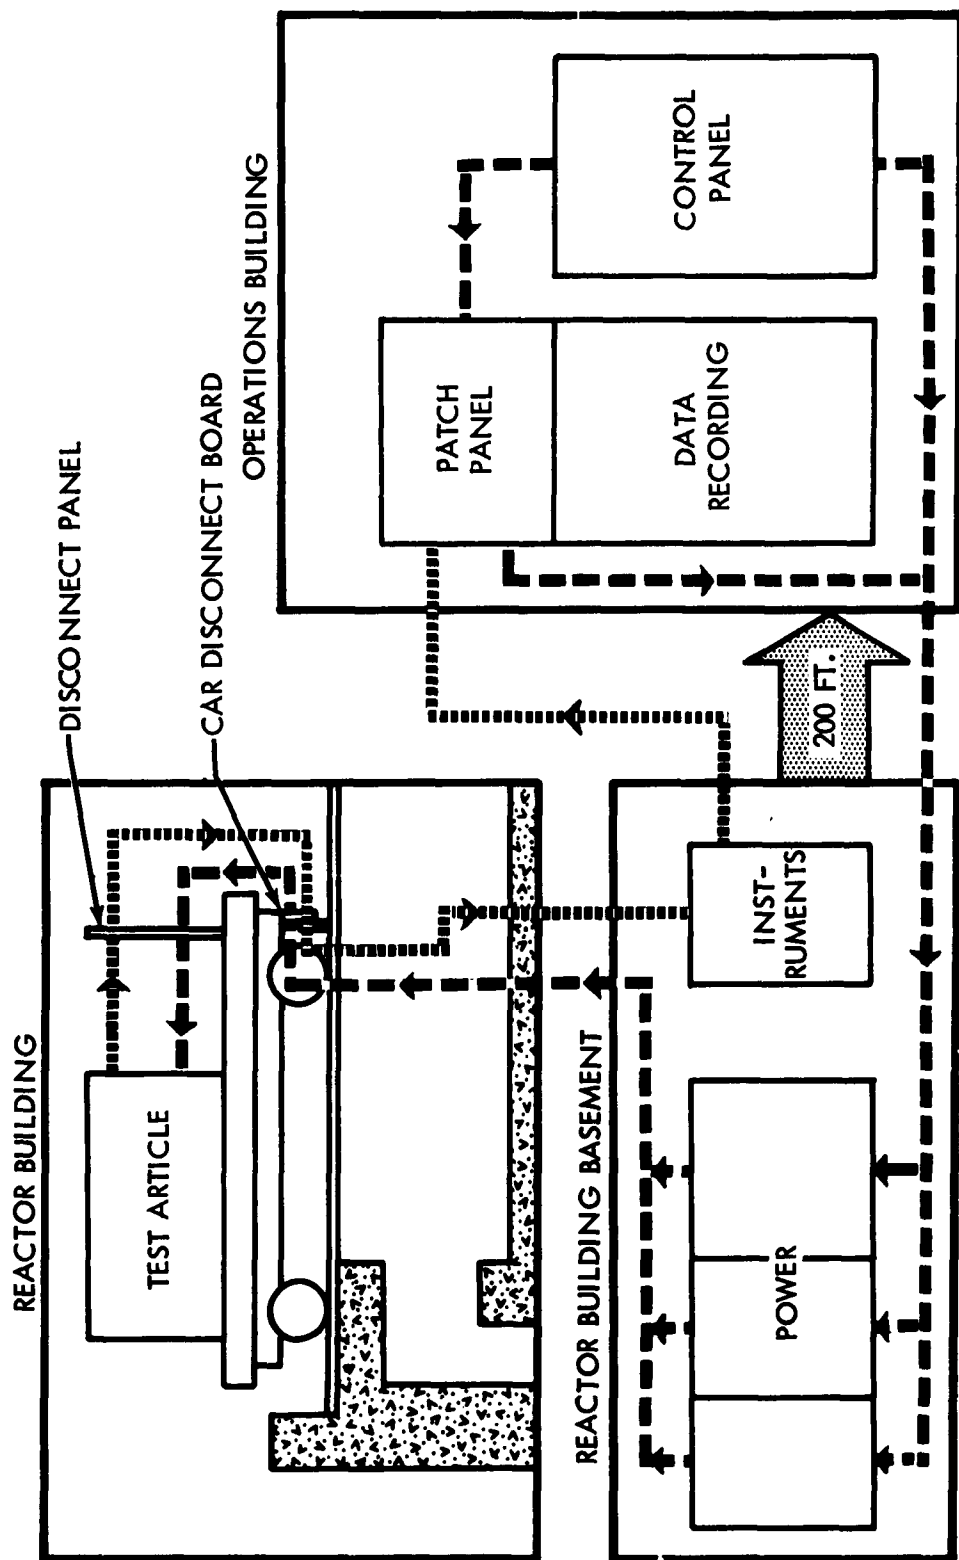 REACTOR BUILDING
DISCONNECT PANEL
CAR DISCONNECT BOARD
TEST ARTICLE
OPERATIONS BUILDING
PATCH
PANEL
CONTROL
PANEL
DATA
RECORDING
REACTOR BUILDING BASEMENT
POWER
INST-
RUMENTS
200 FT.